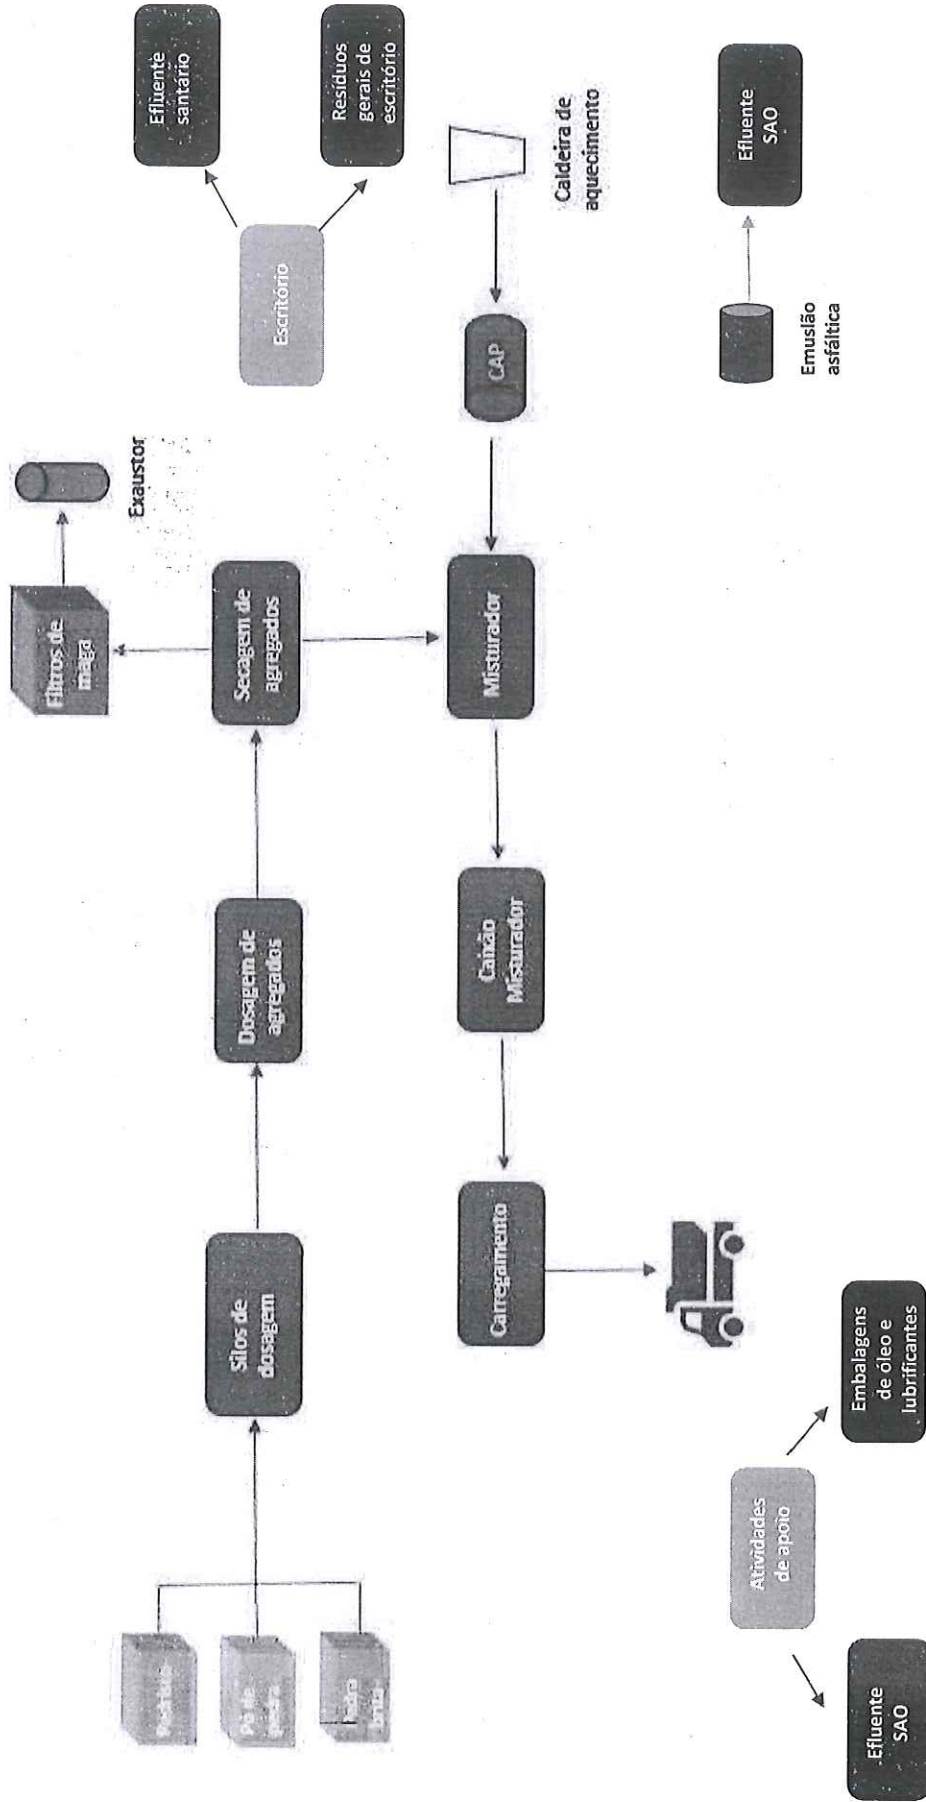 Pó de
pedra
Silos de
dosagem
Dosagem de
agregados
Secagem de
agregados
Filtros de
maga
Exaustor
Escritório
Efluente
santário
Resíduos
gerais de
escritório
Carregamento
Caixão
Misturador
Misturador
CAP
Caldeira de
aquecimento
Efluente
SAO
Atividades
de apoio
Embalagens
de óleo e
lubrificantes
Emuslão
asfáltica
Efluente
SAO